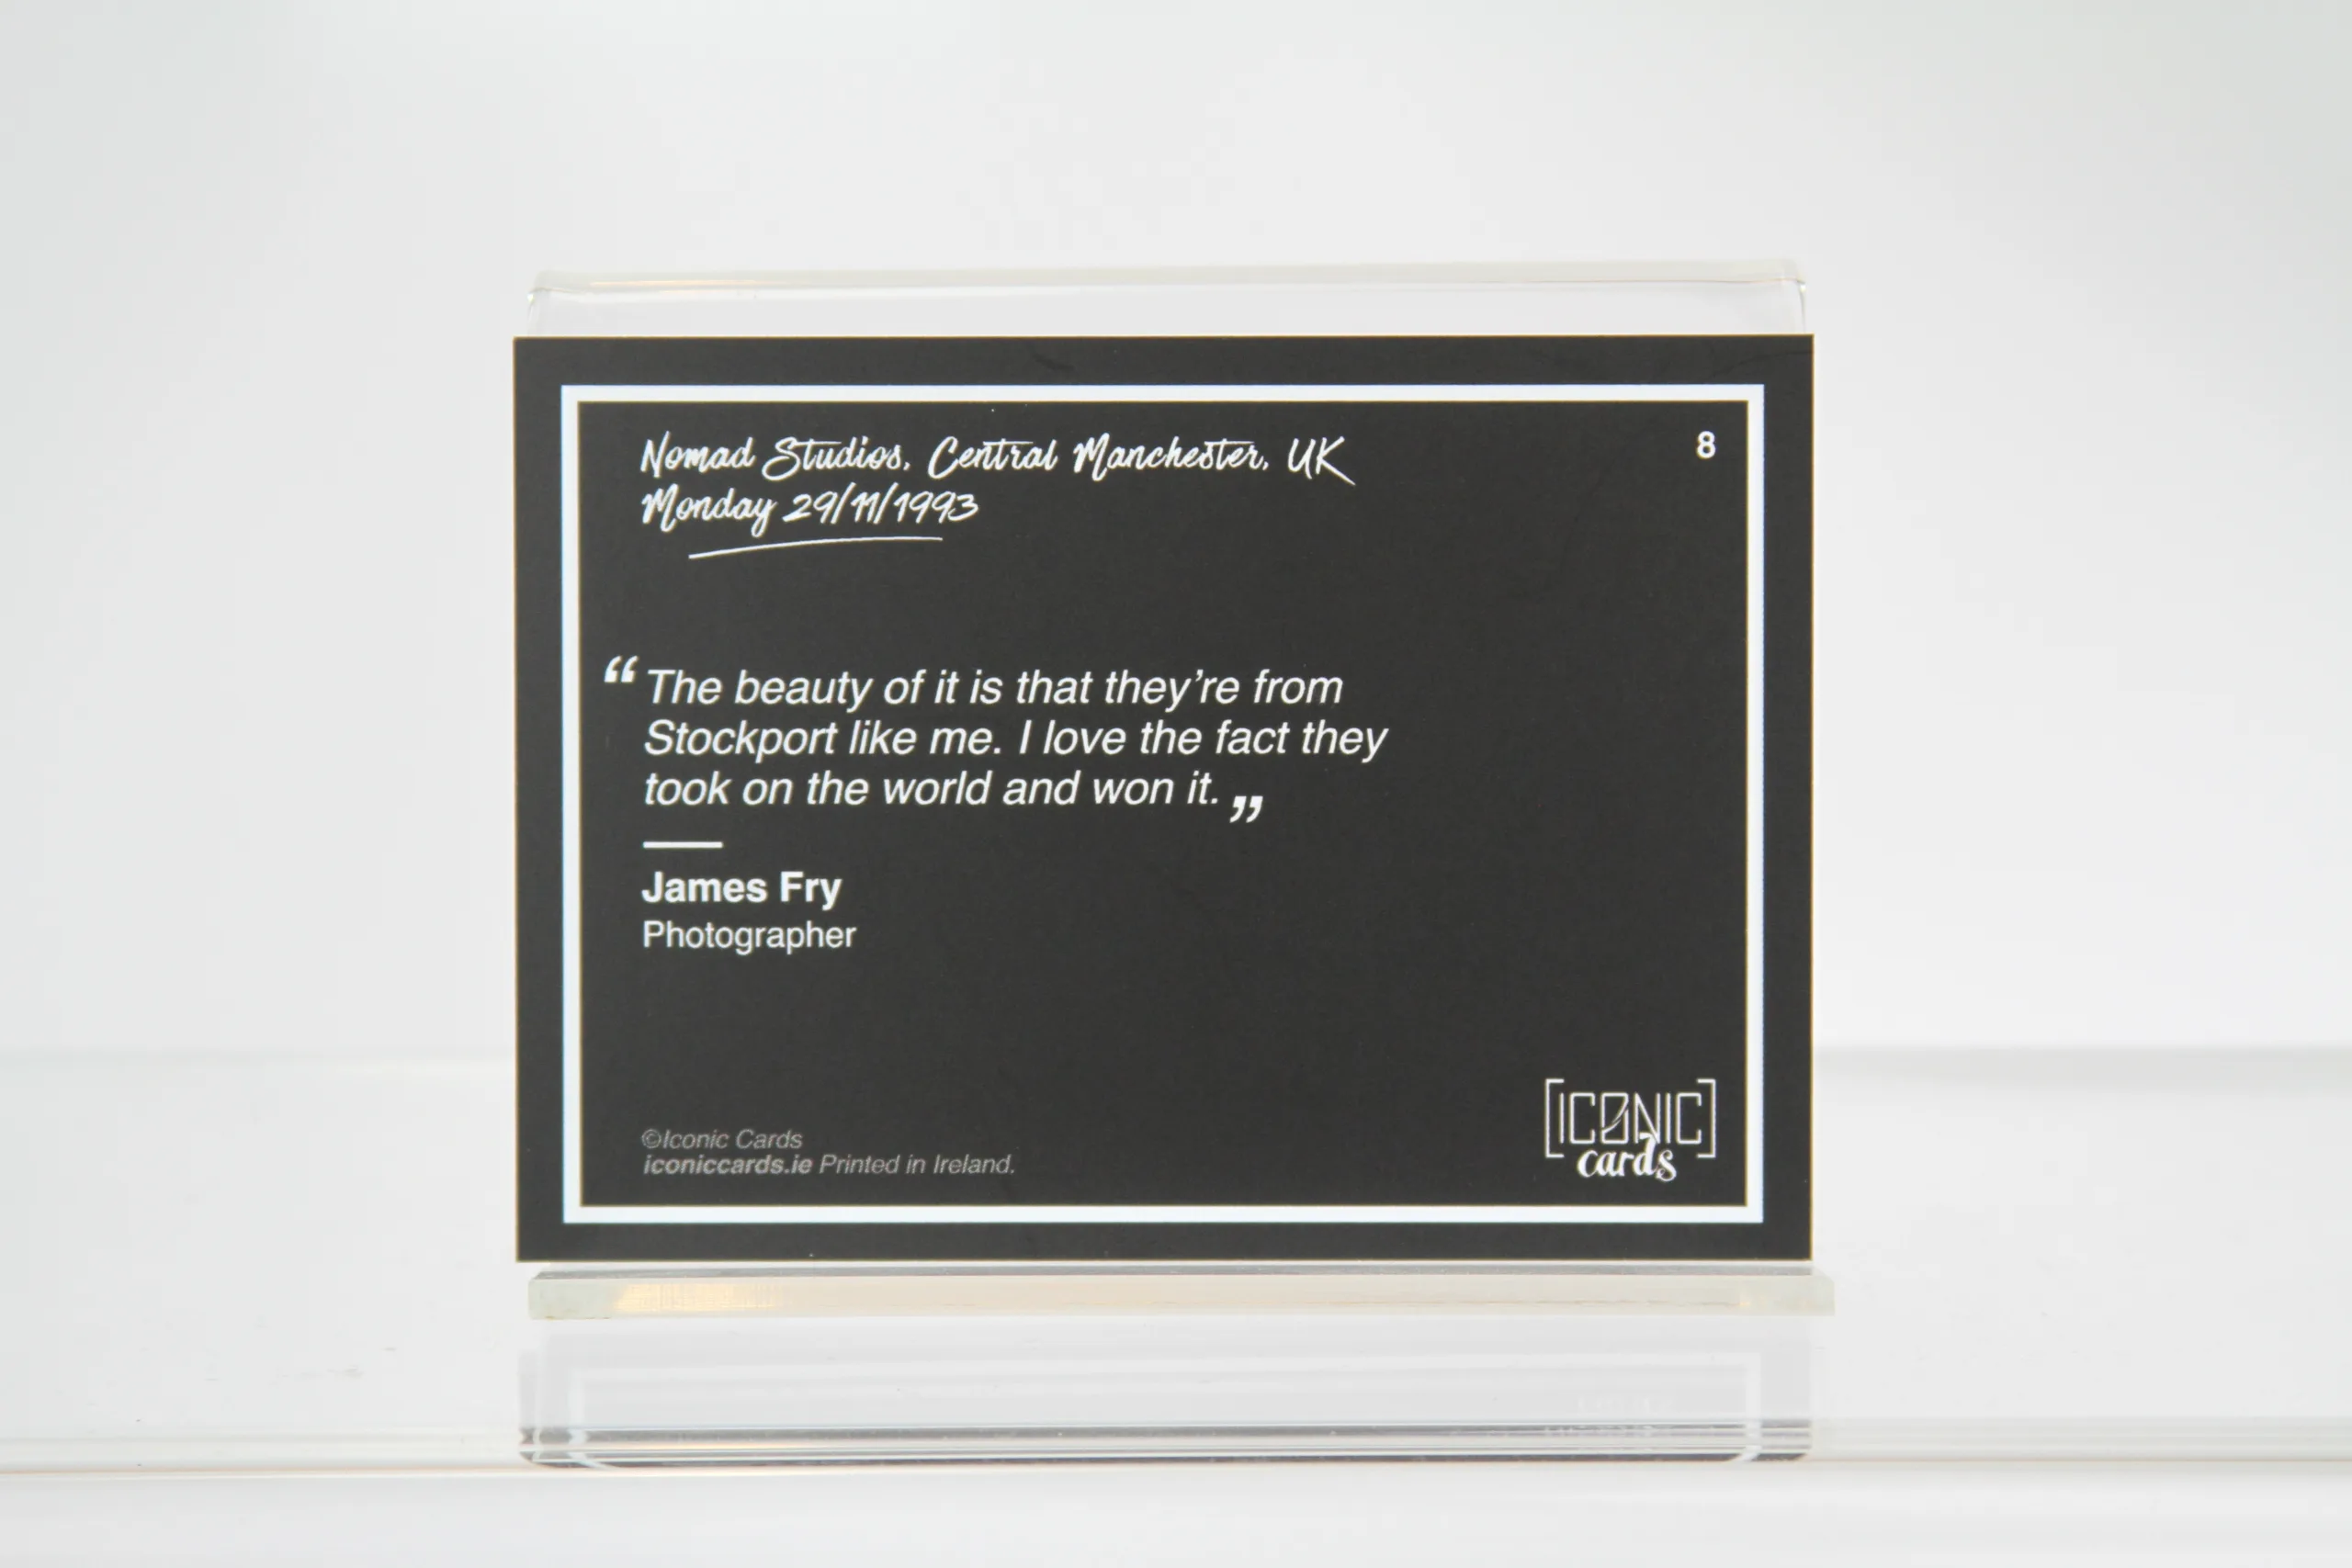 Nomad Studios, Central Manchester, UK
8
Monday 29/11/1993
“The beauty of it is that they’re from
Stockport like me. I love the fact they
took on the world and won it.”
James Fry
Photographer
©Iconic Cards
iconiccards.ie Printed in Ireland.
[ICONIC]
cards